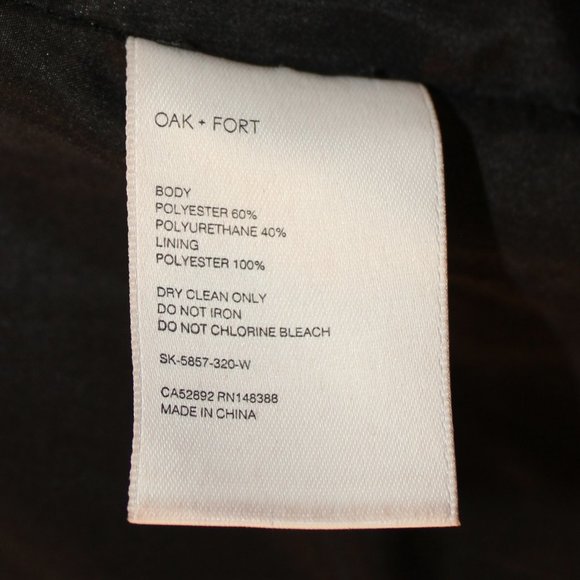 OAK + FORT
BODY
POLYESTER 60%
POLYURETHANE 40%
LINING
POLYESTER 100%
DRY CLEAN ONLY
DO NOT IRON
DO NOT CHLORINE BLEACH
SK-5857-320-W
CA52892 RN148388
MADE IN CHINA